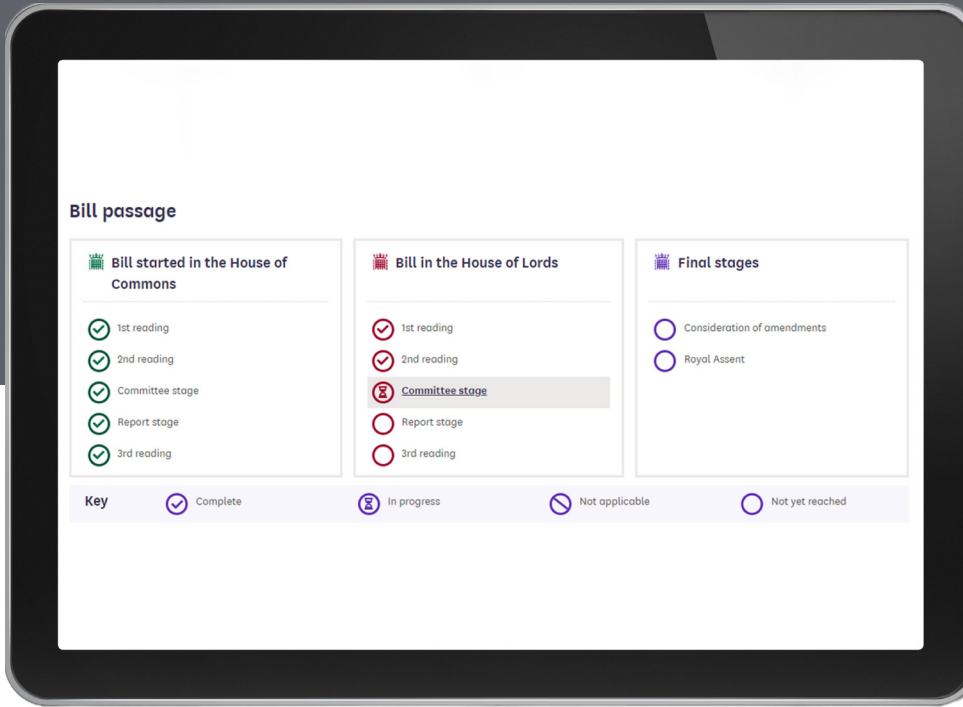 Bill passage
Bill started in the House of
Commons
1st reading
2nd reading
Committee stage
Report stage
3rd reading
Bill in the House of Lords
1st reading
2nd reading
Committee stage
Report stage
3rd reading
Final stages
Consideration of amendments
Royal Assent
Key
Complete
In progress
Not applicable
Not yet reached